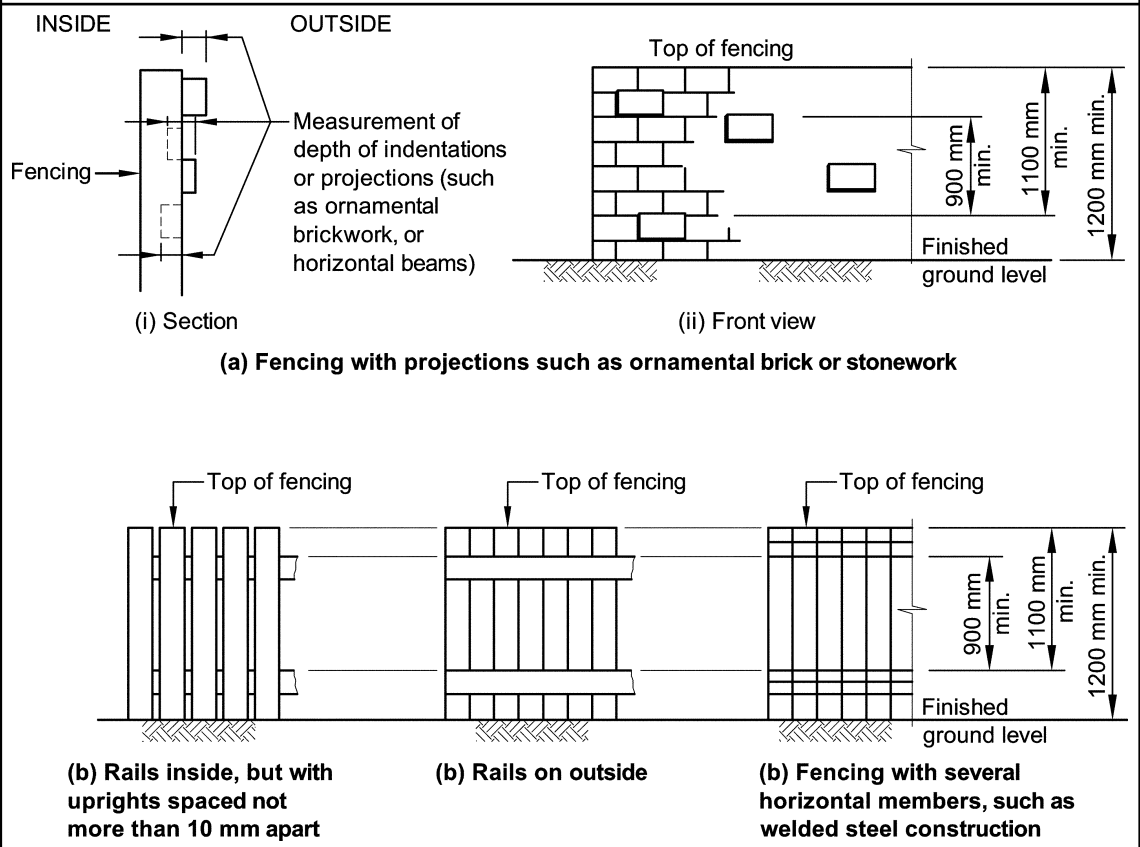 INSIDE
OUTSIDE
Measurement of
depth of indentations
or projections (such
as ornamental
brickwork, or
horizontal beams)
Fencing
(i) Section
Top of fencing
900 mm
min.
1100 mm
min.
1200 mm min.
Finished
ground level
(ii) Front view
(a) Fencing with projections such as ornamental brick or stonework
Top of fencing
Top of fencing
Top of fencing
900 mm
min.
1100 mm
min.
1200 mm min.
Finished
ground level
(b) Rails inside, but with
uprights spaced not
more than 10 mm apart
(b) Rails on outside
(b) Fencing with several
horizontal members, such as
welded steel construction